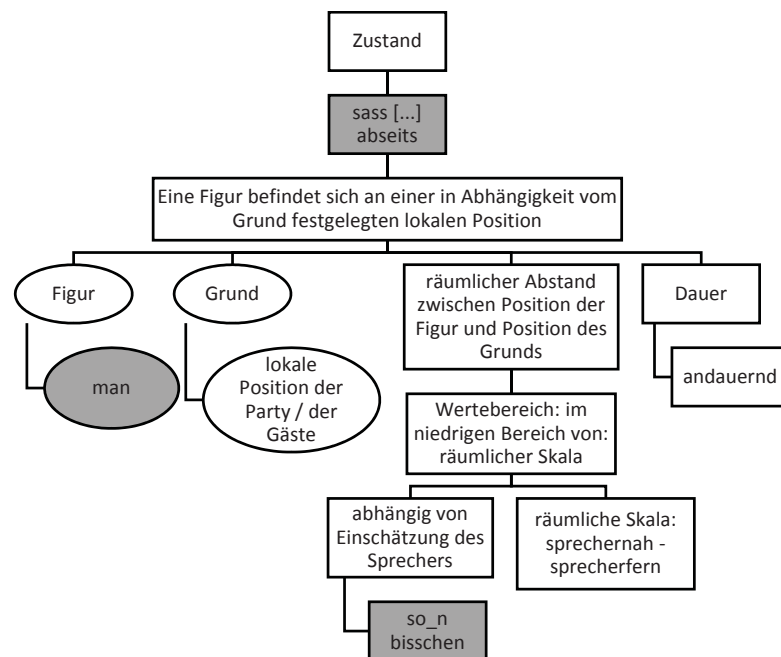 Zustand
sass [...]
abseits
Eine Figur befindet sich an einer in Abhängigkeit vom
Grund festgelegten lokalen Position
Figur
Grund
räumlicher Abstand
zwischen Position der
Figur und Position des
Grunds
Dauer
man
lokale
Position der
Party / der
Gäste
andauernd
Wertebereich: im
niedrigen Bereich von:
räumlicher Skala
abhängig von
Einschätzung des
Sprechers
räumliche Skala:
sprechernah -
sprecherfern
so_n
bisschen